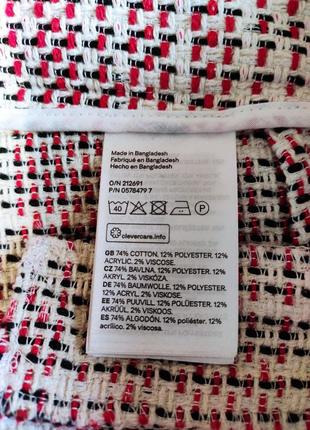 Made in Bangladesh
Fabriqué en Bangladesh
Hecho en Bangladesh
O/N 212691
P/N 0578479 7
40 P
clevercare.info
GB 74% COTTON. 12% POLYESTER. 12%
ACRYLIC. 2% VISCOSE.
CZ 74% BAVLNA. 12% POLYESTER. 12%
AKRYL. 2% VISKÓZA.
DE 74% BAUMWOLLE. 12% POLYESTER.
12% ACRYL. 2% VISKOSE.
EE 74% PUUVILL. 12% POLÜESTER. 12%
AKRÜÜL. 2% VISKOOS.
ES 74% ALGODÓN. 12% poliéster. 12%
acrílico. 2% viscosa.